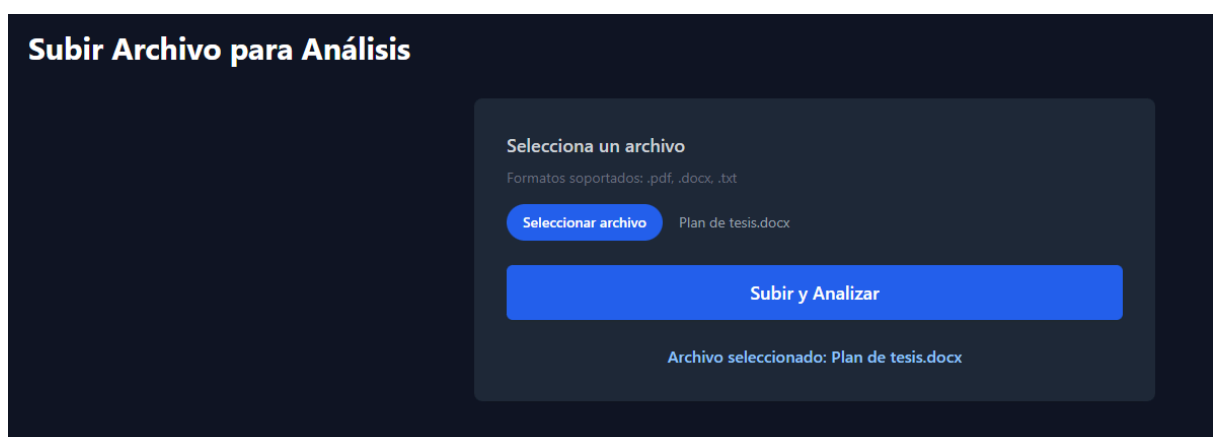 Subir Archivo para Análisis
Selecciona un archivo
Formatos soportados: .pdf, .docx, .txt
Seleccionar archivo Plan de tesis.docx
Subir y Analizar
Archivo seleccionado: Plan de tesis.docx